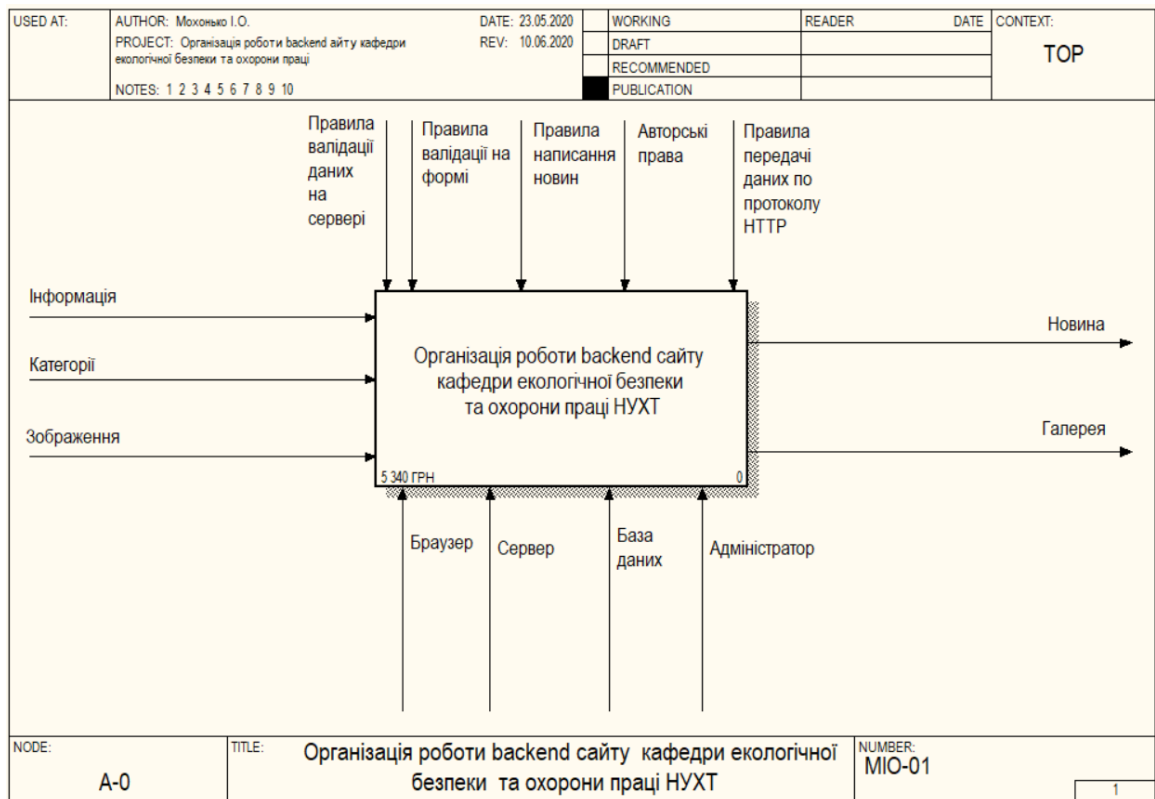 USED AT:
AUTHOR: Мохонько І.О.
DATE: 23.05.2020
PROJECT: Організація роботи backend айту кафедри
екологічної безпеки та охорони праці
REV: 10.06.2020
NOTES: 1 2 3 4 5 6 7 8 9 10
WORKING
DRAFT
RECOMMENDED
PUBLICATION
READER DATE
CONTEXT:
TOP
Правила
валідації
даних
на
сервері
Правила
валідації на
формі
Правила
написання
новин
Авторські
права
Правила
передачі
даних по
протоколу
HTTP
Інформація
Категорії
Зображення
Організація роботи backend сайту
кафедри екологічної безпеки
та охорони праці НУХТ
5 340 ГРН
0
Новина
Галерея
Браузер
Сервер
База
даних
Адміністратор
NODE:
A-0
TITLE:
Організація роботи backend сайту кафедри екологічної
безпеки та охорони праці НУХТ
NUMBER:
МІО-01
1